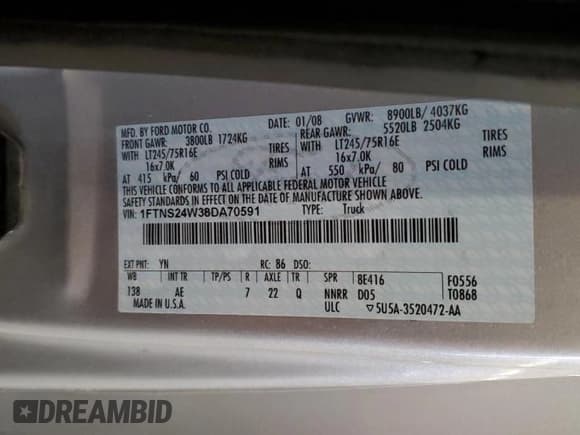 MFD. BY FORD MOTOR CO. 01/08 GVWR: 8900LB/ 4037KG
FRONT GAWR: 3800LB 1724KG REAR GAWR: 5520LB 2504KG
WITH LT245/75R16E TIRES WITH LT245/75R16E TIRES
16x7.0K RIMS 16x7.0K RIMS
AT 415 kPa/ 60 PSI COLD AT 550 kPa/ 80 PSI COLD
THIS VEHICLE CONFORMS TO ALL APPLICABLE FEDERAL MOTOR VEHICLE
SAFETY STANDARDS IN EFFECT ON THE DATE OF MANUFACTURE SHOWN ABOVE.
VIN: 1FTNS24W38DA70591 TYPE: Truck
EXT PNT: YN RC: 86 DSO:
WB INT TR TP/PS R AXLE TR SPR 8E416 F0556
138 AE 7 22 Q NNRR D05 T0868
MADE IN U.S.A. ULC ▽5U5A-3520472-AA
DREAMBID